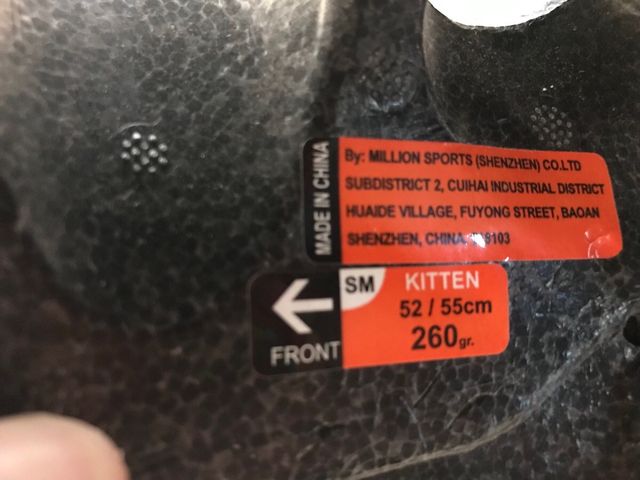 MADE IN CHINA
By: MILLION SPORTS (SHENZHEN) CO.LTD
SUBDISTRICT 2, CUIHAI INDUSTRIAL DISTRICT
HUAIDE VILLAGE, FUYONG STREET, BAOAN
SHENZHEN, CHINA,
SM
KITTEN
52 / 55cm
260gr.
FRONT